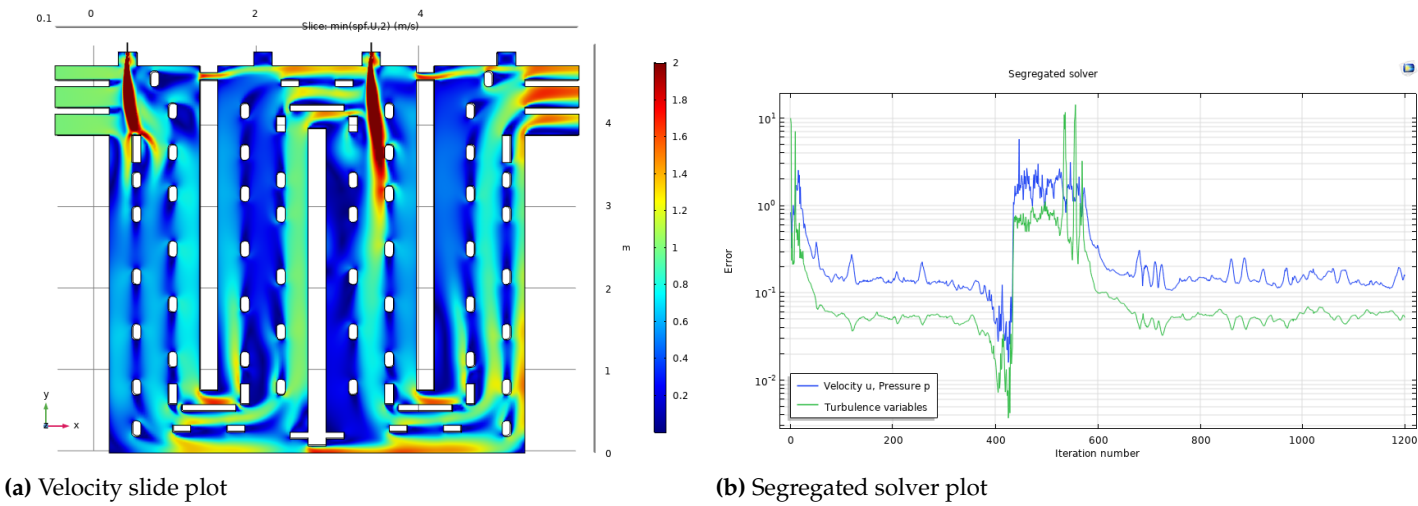 0.1
0
2
4
Slice: min(spf.U,2) (m/s)
2
1.8
1.6
1.4
1.2
1
0.8
0.6
0.4
0.2
4
3
m
2
1
0
y
z
x
(a) Velocity slide plot
Segregated solver
Error
10^1
10^0
10^-1
10^-2
Velocity u, Pressure p
Turbulence variables
0
200
400
600
800
1000
1200
Iteration number
(b) Segregated solver plot